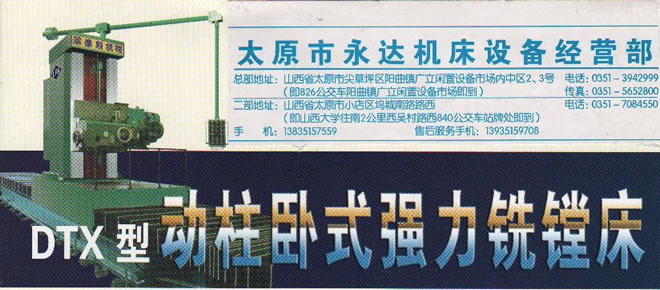 太原市永达机床设备经营部
总部地址：山西省太原市尖草坪区阳曲镇广立闲置设备市场内中区2、3号 电话：0351-3942999
（即826公交车阳曲镇广立闲置设备市场即到） 传真：0351-5652800
二部地址：山西省太原市小店区坞城南路路西 电话：0351-7084550
（即山西大学往南2公里西吴村路西840公交车站牌处即到）
手 机：13835157559 售后服务手机：13935159708
DTX 型 动柱卧式强力铣镗床